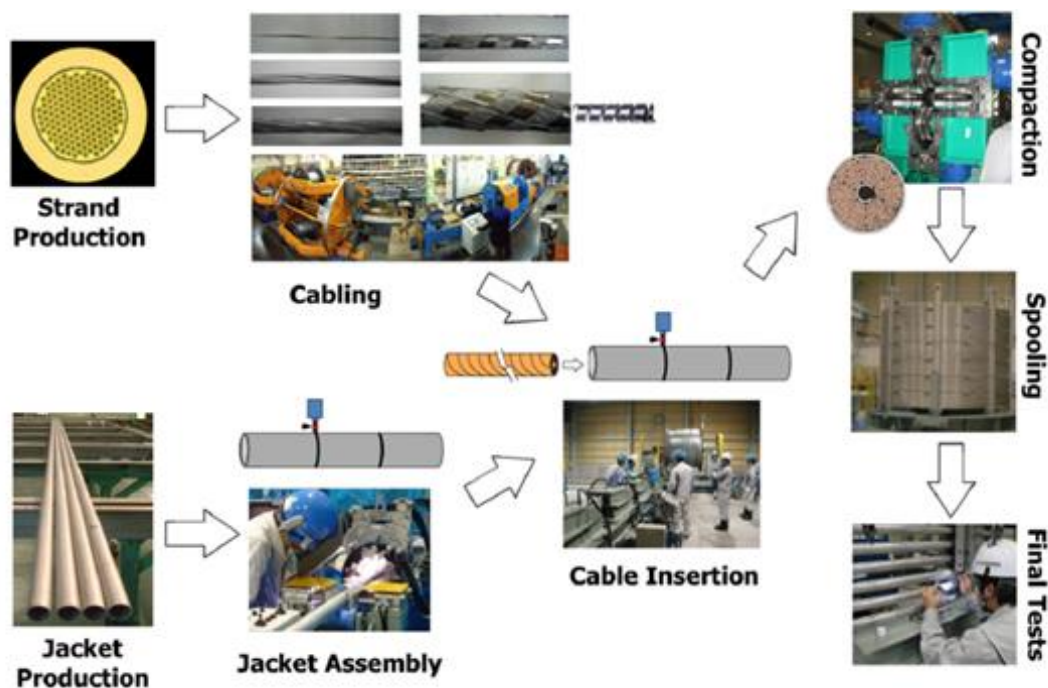 Strand
Production
Cabling
Jacket
Production
Jacket Assembly
Cable Insertion
Compaction
Spooling
Final Tests